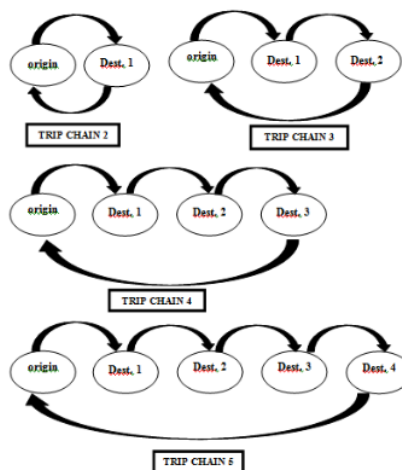 origin
Dest. 1
TRIP CHAIN 2
origin
Dest. 1
Dest. 2
TRIP CHAIN 3
origin
Dest. 1
Dest. 2
Dest. 3
TRIP CHAIN 4
origin
Dest. 1
Dest. 2
Dest. 3
Dest. 4
TRIP CHAIN 5